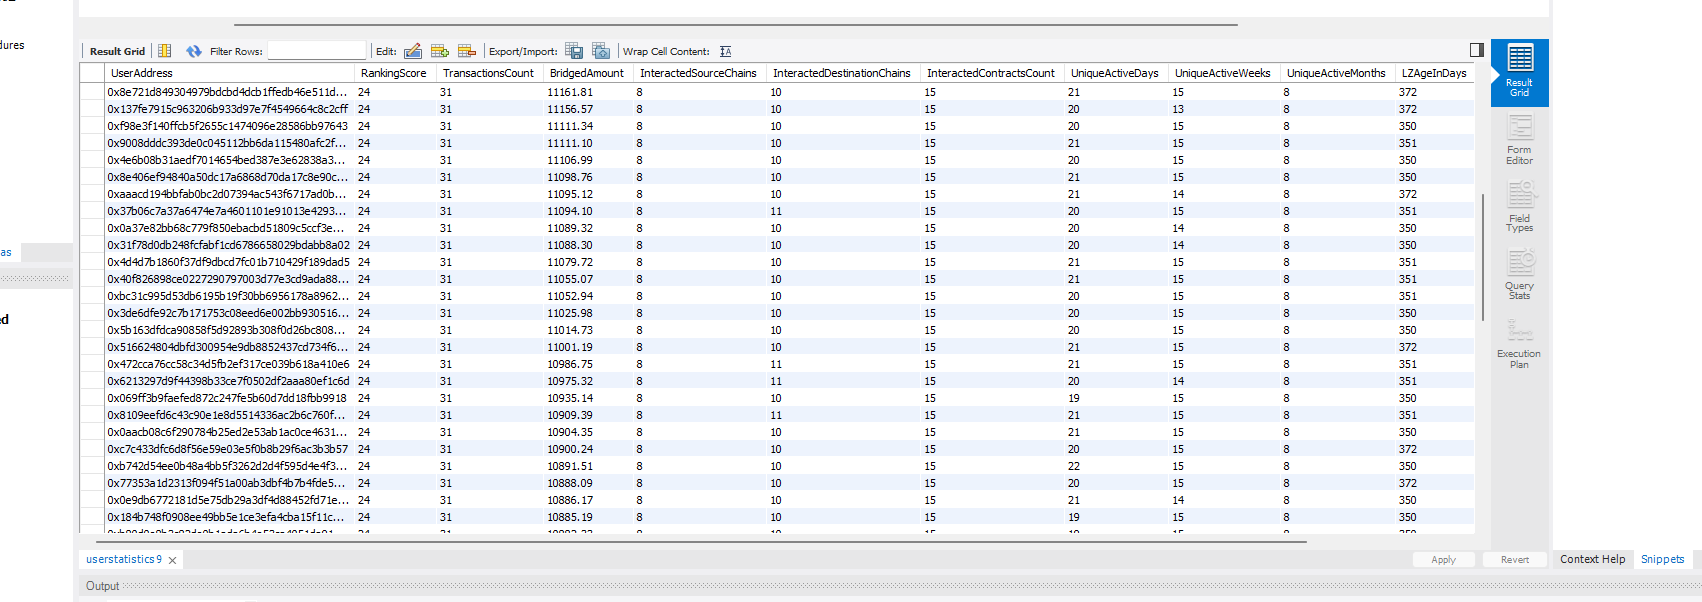 dures
as
ed
Result Grid Filter Rows: Edit: Export/Import: Wrap Cell Content:
UserAddress RankingScore TransactionsCount BridgedAmount InteractedSourceChains InteractedDestinationChains InteractedContractsCount UniqueActiveDays UniqueActiveWeeks UniqueActiveMonths LZAgeInDays
0x8e721d849304979bdcbd4dcb1ffedb46e511d... 24 31 11161.81 8 10 15 21 15 8 372
0x137fe7915c963206b933d97e7f4549664c8c2cff 24 31 11156.57 8 10 15 20 13 8 372
0xf98e3f140ffcb5f2655c1474096e28586bb97643 24 31 11111.34 8 10 15 20 15 8 350
0x9008dddc393de0c045112bb6da115480afc2f... 24 31 11111.10 8 10 15 21 15 8 351
0x4e6b08b31aedf7014654bed387e3e62838a3... 24 31 11106.99 8 10 15 20 15 8 350
0x8e406ef94840a50dc17a6868d70da17c8e90c... 24 31 11098.76 8 10 15 21 15 8 350
0xaaacd194bbfab0bc2d07394ac543f6717ad0b... 24 31 11095.12 8 10 15 21 14 8 372
0x37b06c7a37a6474e7a4601101e91013e4293... 24 31 11094.10 8 11 15 20 15 8 351
0x0a37e82bb68c779f850ebacbd51809c5ccf3e... 24 31 11089.32 8 10 15 20 14 8 350
0x31f78d0db248fcfabf1cd6786658029bdabb8a02 24 31 11088.30 8 10 15 20 14 8 350
0x4d4d7b1860f37df9dbcd7fc01b710429f189dad5 24 31 11079.72 8 10 15 21 15 8 351
0x40f826898ce0227290797003d77e3cd9ada88... 24 31 11055.07 8 10 15 21 15 8 351
0xbc31c995d53db6195b19f30bb6956178a8962... 24 31 11052.94 8 10 15 20 15 8 351
0x3de6dfe92c7b171753c08eed6e002bb930516... 24 31 11025.98 8 10 15 20 15 8 350
0x5b163dfdca90858f5d92893b308f0d26bc808... 24 31 11014.73 8 10 15 20 15 8 350
0x516624804dbfd300954e9db8852437cd734f6... 24 31 11001.19 8 10 15 21 15 8 372
0x472cca76cc58c34d5fb2ef317ce039b618a410e6 24 31 10986.75 8 11 15 21 15 8 351
0x6213297d9f44398b33ce7f0502df2aaa80ef1c6d 24 31 10975.32 8 11 15 20 14 8 351
0x069ff3b9faefed872c247fe5b60d7dd18fbb9918 24 31 10935.14 8 10 15 19 15 8 350
0x8109eefd6c43c90e1e8d5514336ac2b6c760f... 24 31 10909.39 8 11 15 21 15 8 351
0x0aacb08c6f290784b25ed2e53ab1ac0ce4631... 24 31 10904.35 8 10 15 21 15 8 350
0xc7c433dfc6d8f56e59e03e5f0b8b29f6ac3b3b57 24 31 10900.24 8 10 15 20 15 8 372
0xb742d54ee0b48a4bb5f3262d2d4f595d4e4f3... 24 31 10891.51 8 10 15 22 15 8 350
0x77353a1d2313f094f51a00ab3dbf4b7b4fde5... 24 31 10888.09 8 10 15 20 15 8 372
0x0e9db6772181d5e75db29a3df4d88452fd71e... 24 31 10886.17 8 10 15 21 14 8 350
0x184b748f0908ee49bb5e1ce3efa4cba15f11c... 24 31 10885.19 8 10 15 19 15 8 350
Result
Grid
Form
Editor
Field
Types
Query
Stats
Execution
Plan
userstatistics 9 Apply Revert Context Help Snippets
Output